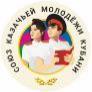 СОЮЗ КАЗАЧЬЕЙ МОЛОДЁЖИ КУБАНИ